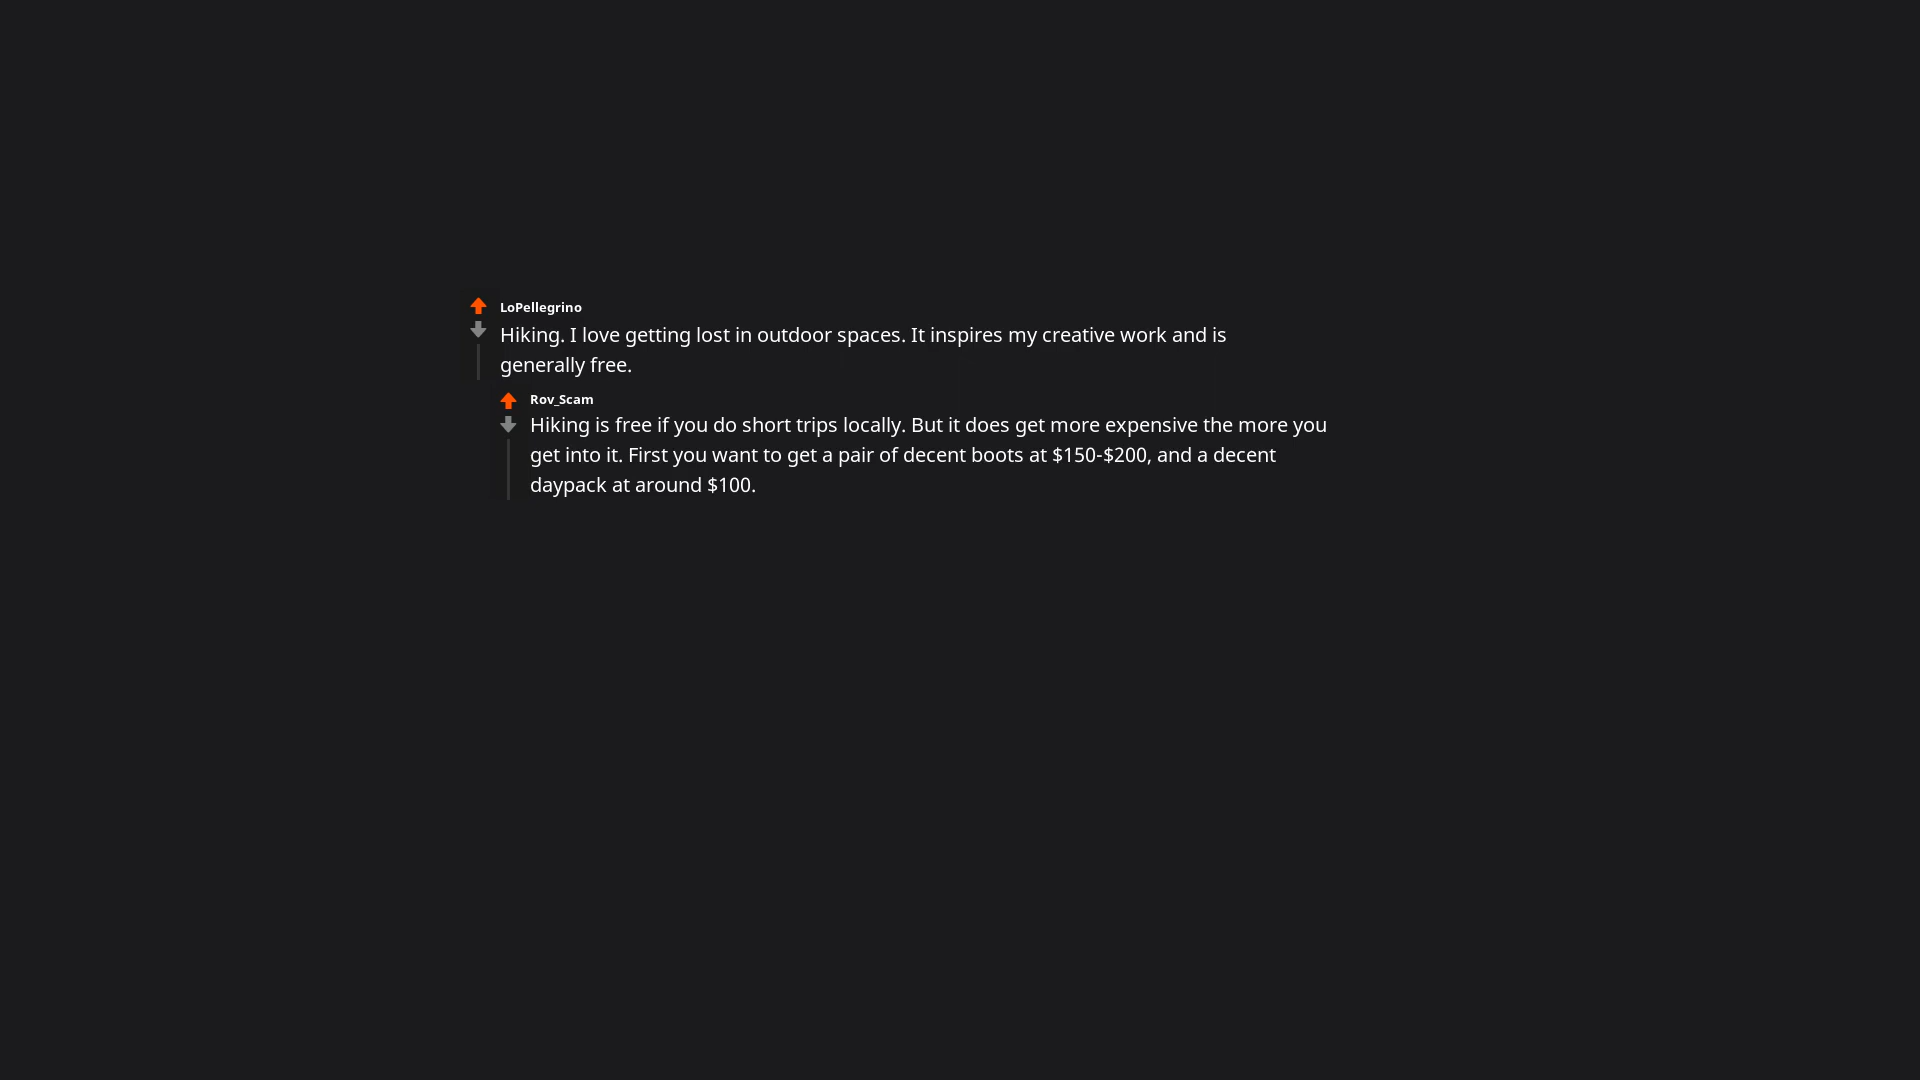 LoPellegrino
Hiking. I love getting lost in outdoor spaces. It inspires my creative work and is
generally free.
Rov_Scam
Hiking is free if you do short trips locally. But it does get more expensive the more you
get into it. First you want to get a pair of decent boots at $150-$200, and a decent
daypack at around $100.